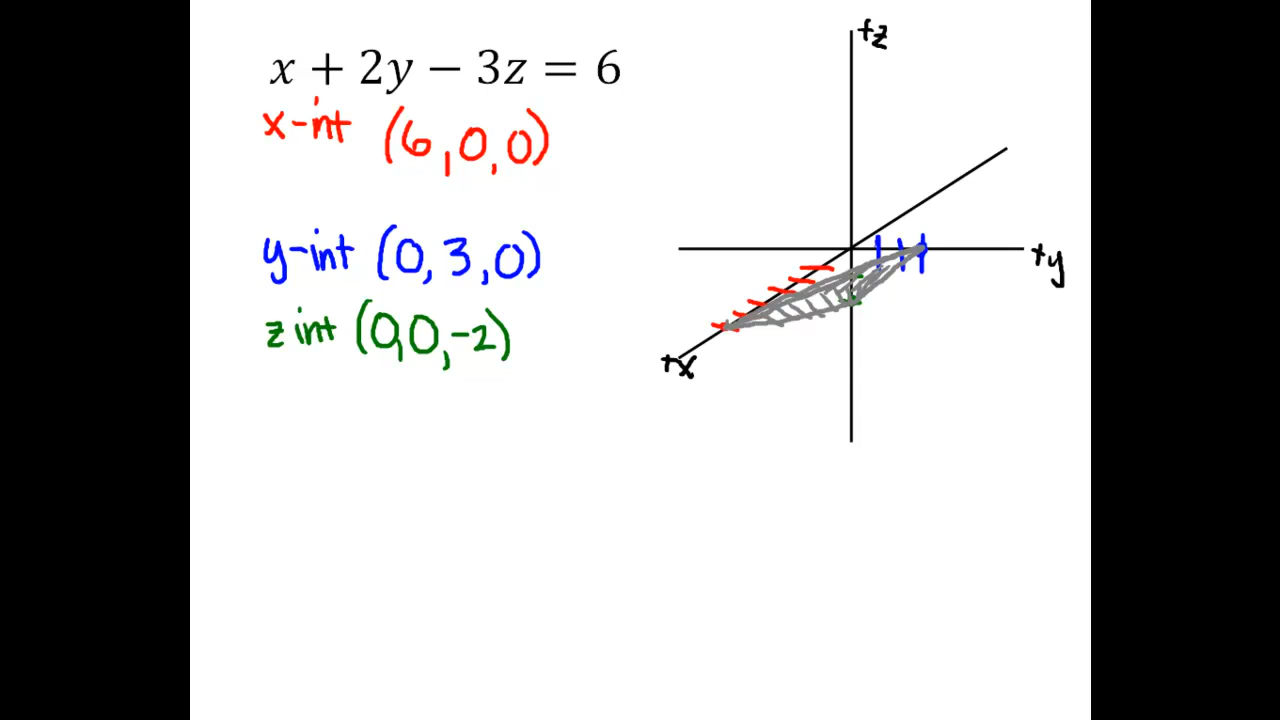 x + 2y − 3z = 6
x-int (6, 0, 0)
y-int (0, 3, 0)
z int (0, 0, -2)
+z
+y
+x